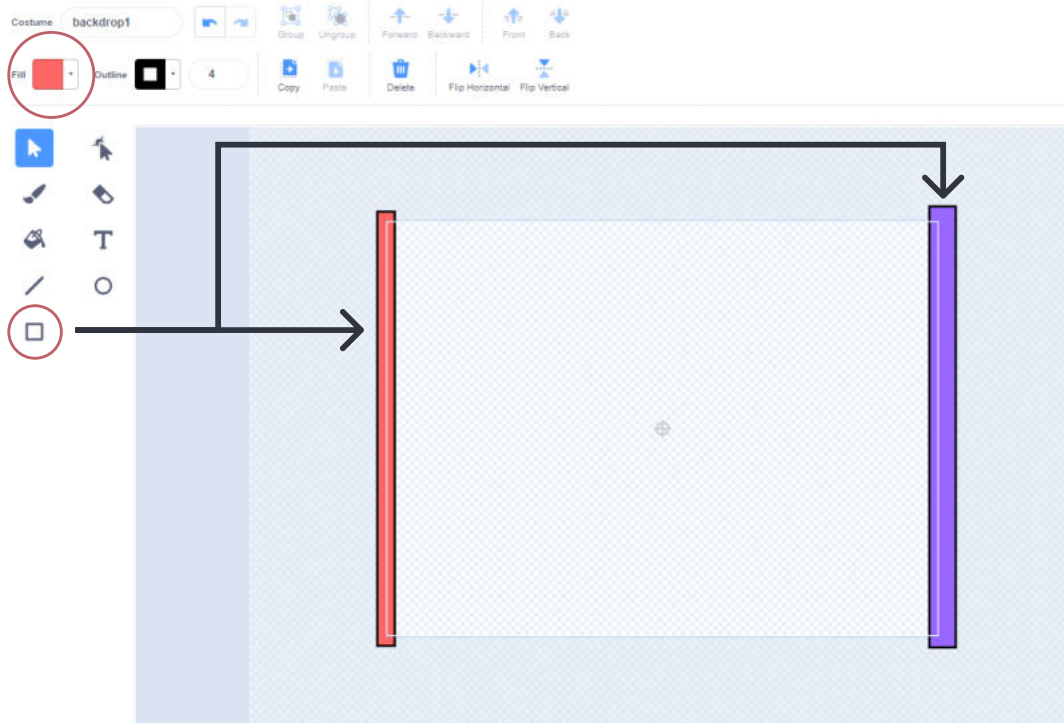 Costume backdrop1
Group Ungroup Forward Backward Front Back
Fill Outline 4
Copy Paste Delete Flip Horizontal Flip Vertical
T